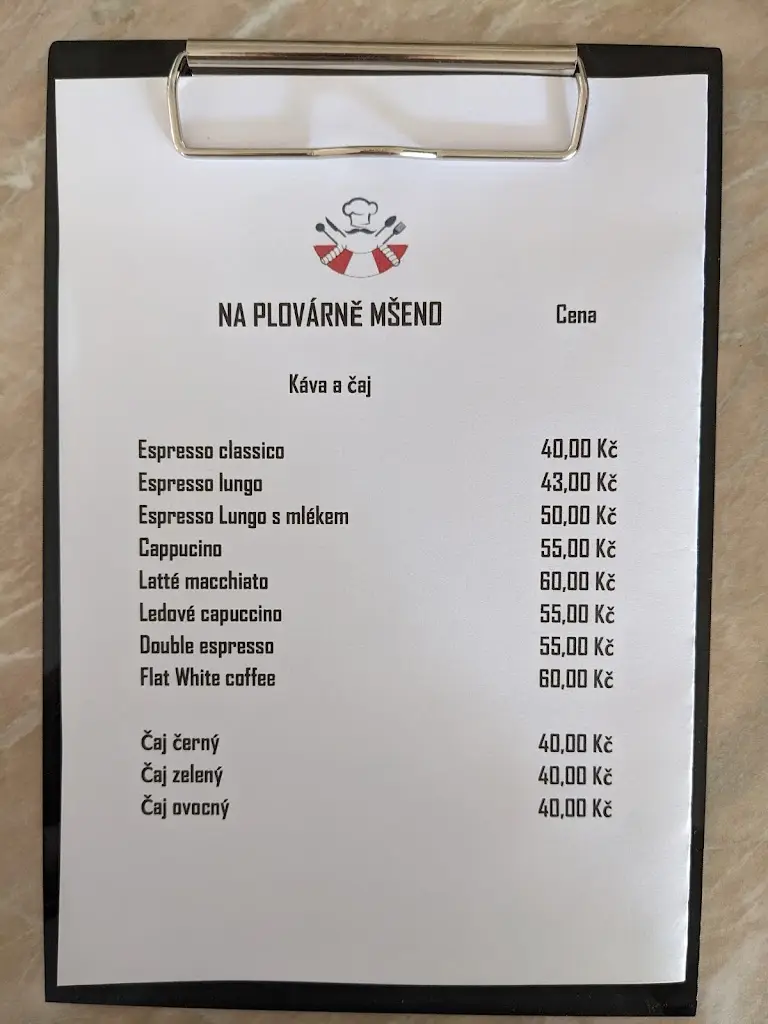 NA PLOVÁRNĚ MŠENO Cena
Káva a čaj
Espresso classico 40,00 Kč
Espresso lungo 43,00 Kč
Espresso Lungo s mlékem 50,00 Kč
Cappucino 55,00 Kč
Latté macchiato 60,00 Kč
Ledové capuccino 55,00 Kč
Double espresso 55,00 Kč
Flat White coffee 60,00 Kč
Čaj černý 40,00 Kč
Čaj zelený 40,00 Kč
Čaj ovocný 40,00 Kč